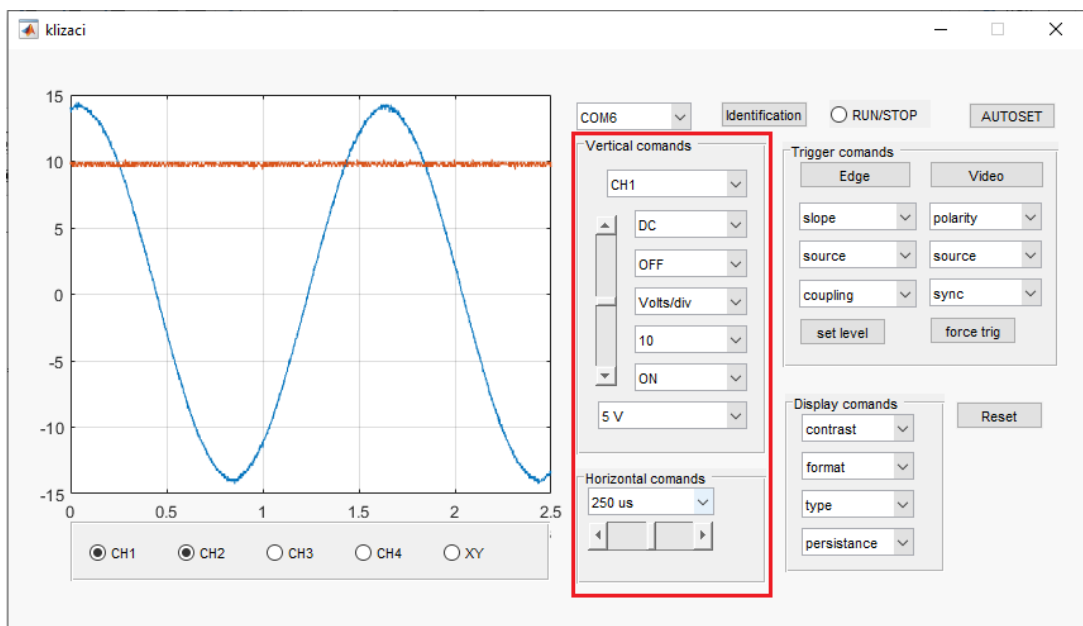 klizaci
15
10
5
0
-5
-10
-15
0 0.5 1 1.5 2 2.5
CH1 CH2 CH3 CH4 XY
COM6 Identification RUN/STOP AUTOSET
Vertical comands
CH1
DC
OFF
Volts/div
10
ON
5 V
Horizontal comands
250 us
Trigger comands
Edge Video
slope polarity
source source
coupling sync
set level force trig
Display comands
contrast
format
type
persistance
Reset